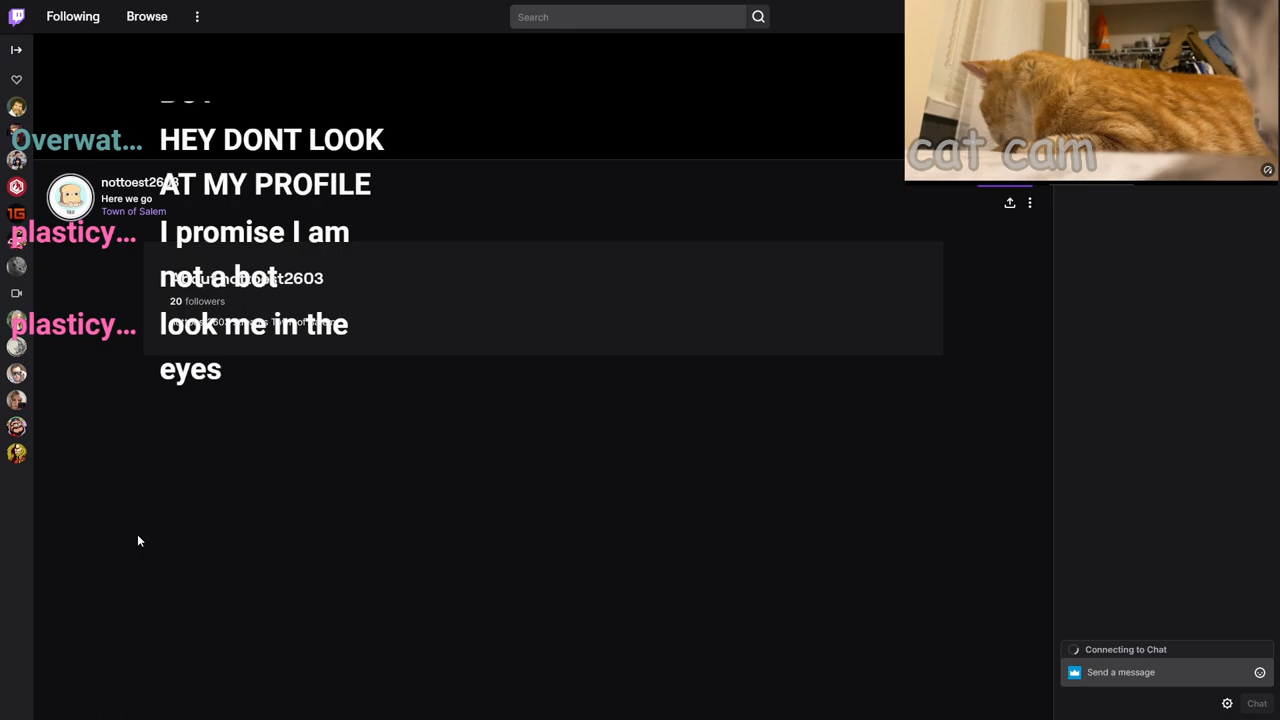 Following
Browse
Search
Overwat...
HEY DONT LOOK
AT MY PROFILE
nottoest2603
Here we go
Town of Salem
plasticy...
I promise I am
not a bot
About nottoest2603
20 followers
plasticy...
look me in the
eyes
cat cam
Connecting to Chat
Send a message
Chat